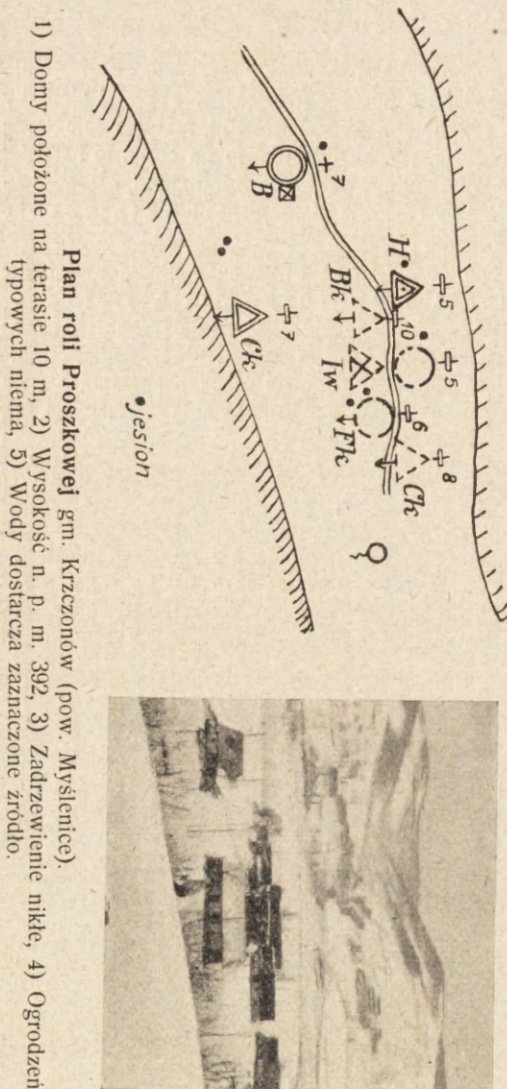 5
5
8
H
10
6
Ck
7
Bk
Iw
Fk
B
7
Ck
jesion
Plan roli Proszkowej gm. Krzczonów (pow. Myślenice).
1) Domy położone na terasie 10 m, 2) Wysokość n. p. m. 392, 3) Zadrzewienie nikłe, 4) Ogrodzeń
typowych niema, 5) Wody dostarcza zaznaczone źródło.